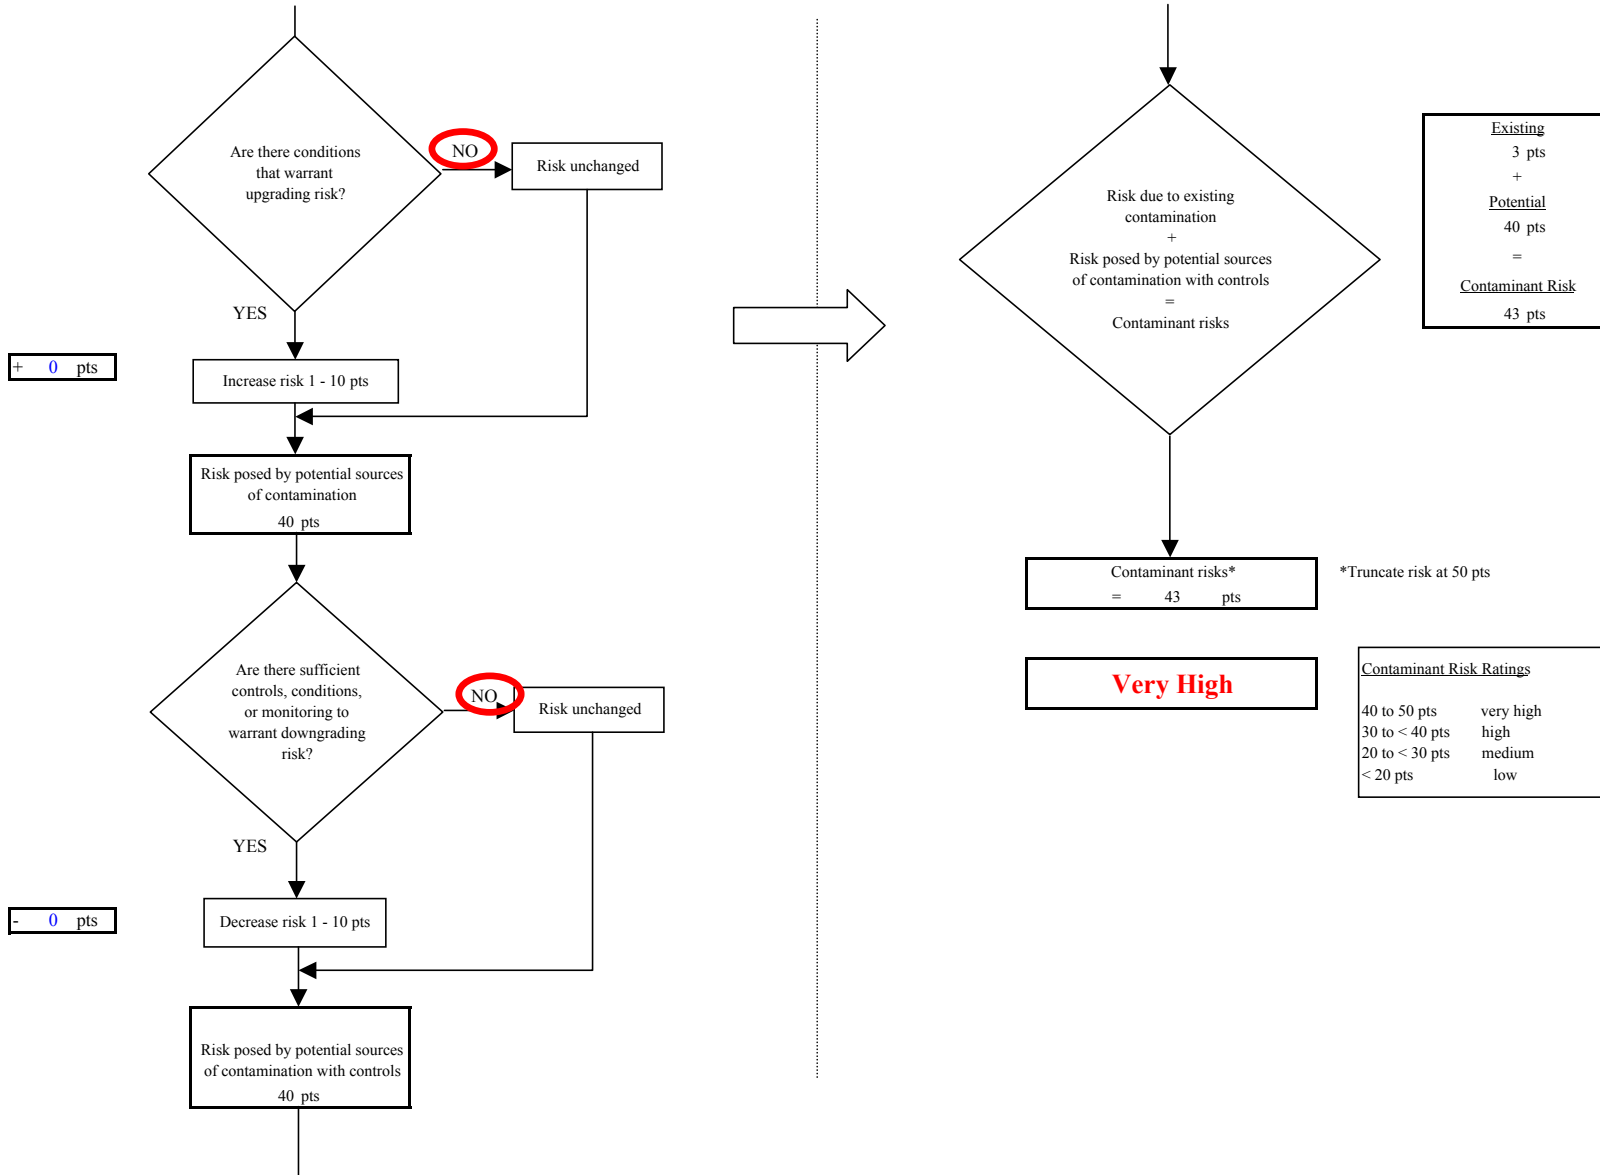 Are there conditions
that warrant
upgrading risk?
NO
Risk unchanged
YES
+ 0 pts
Increase risk 1 - 10 pts
Risk posed by potential sources
of contamination
40 pts
Are there sufficient
controls, conditions,
or monitoring to
warrant downgrading
risk?
NO
Risk unchanged
YES
- 0 pts
Decrease risk 1 - 10 pts
Risk posed by potential sources
of contamination with controls
40 pts
Risk due to existing
contamination
+
Risk posed by potential sources
of contamination with controls
=
Contaminant risks
Existing
3 pts
+
Potential
40 pts
=
Contaminant Risk
43 pts
Contaminant risks*
= 43 pts
*Truncate risk at 50 pts
Very High
Contaminant Risk Ratings
40 to 50 pts very high
30 to < 40 pts high
20 to < 30 pts medium
< 20 pts low